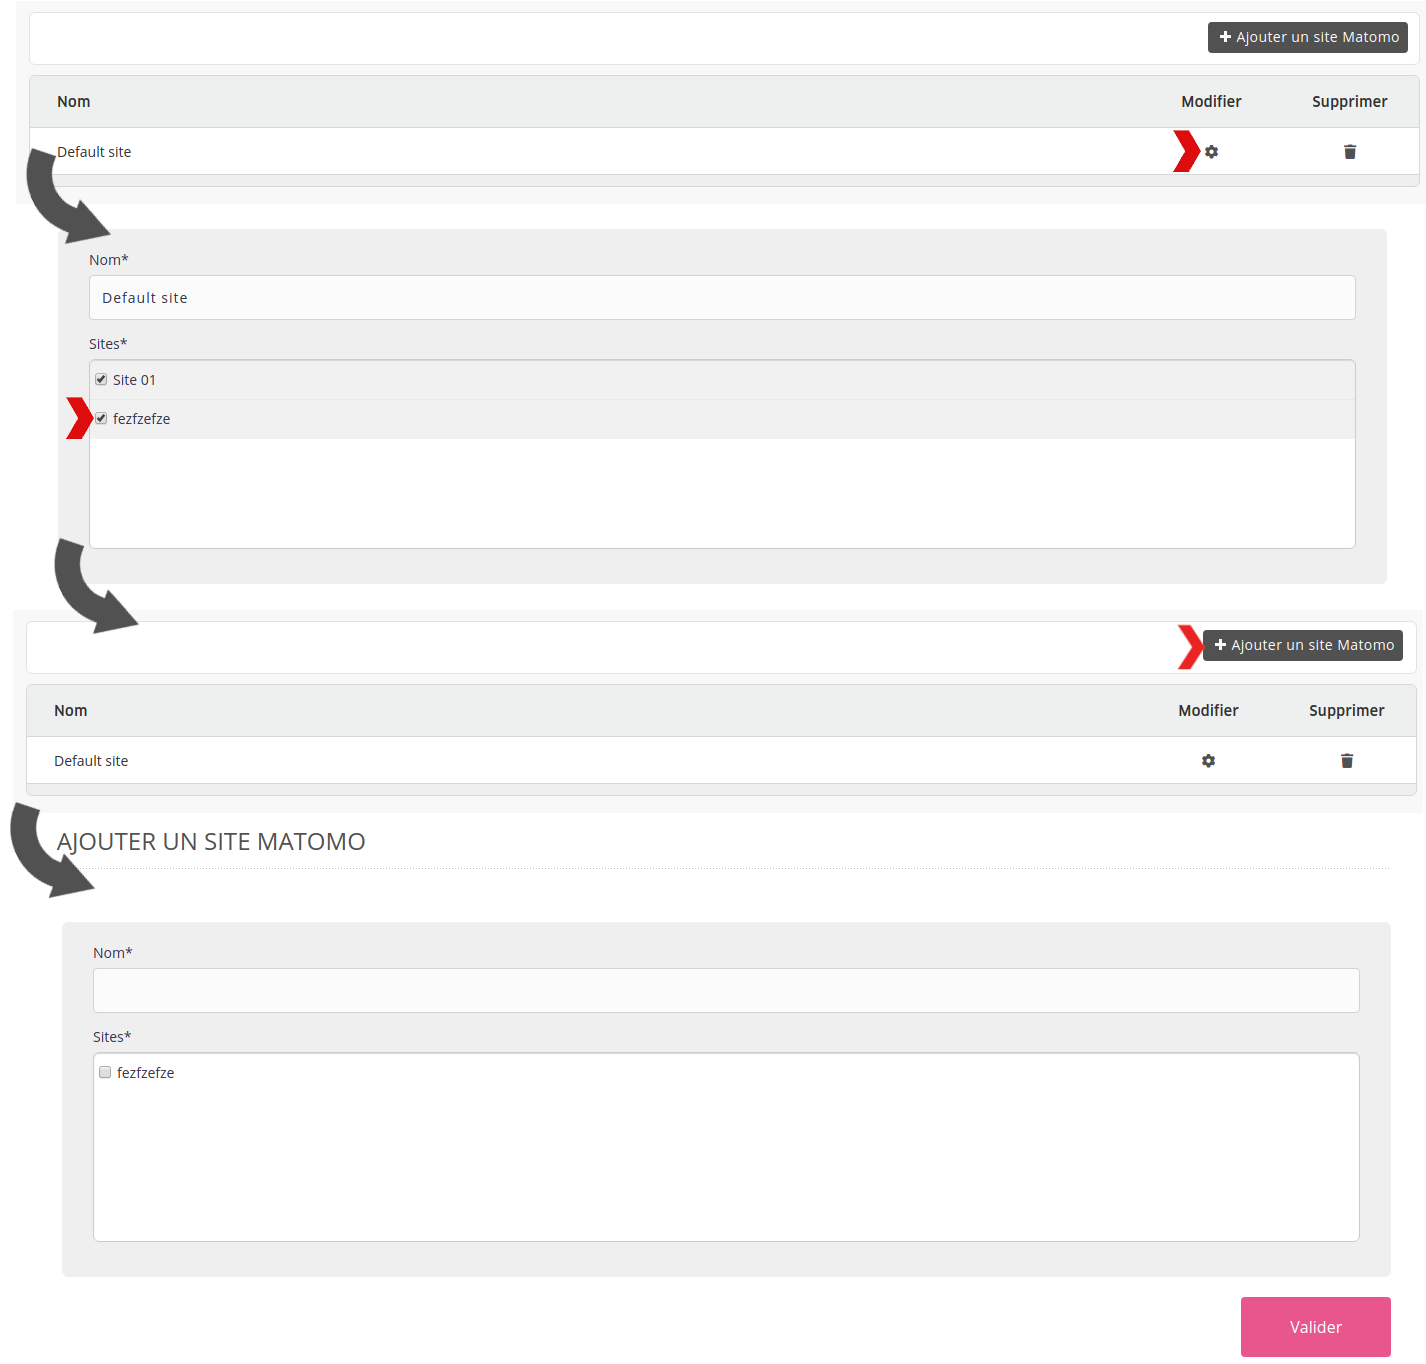 Ajouter un site Matomo
Nom Modifier Supprimer
Default site
Nom*
Default site
Sites*
Site 01
fezfzefze
Ajouter un site Matomo
Nom Modifier Supprimer
Default site
AJOUTER UN SITE MATOMO
Nom*
Sites*
fezfzefze
Valider